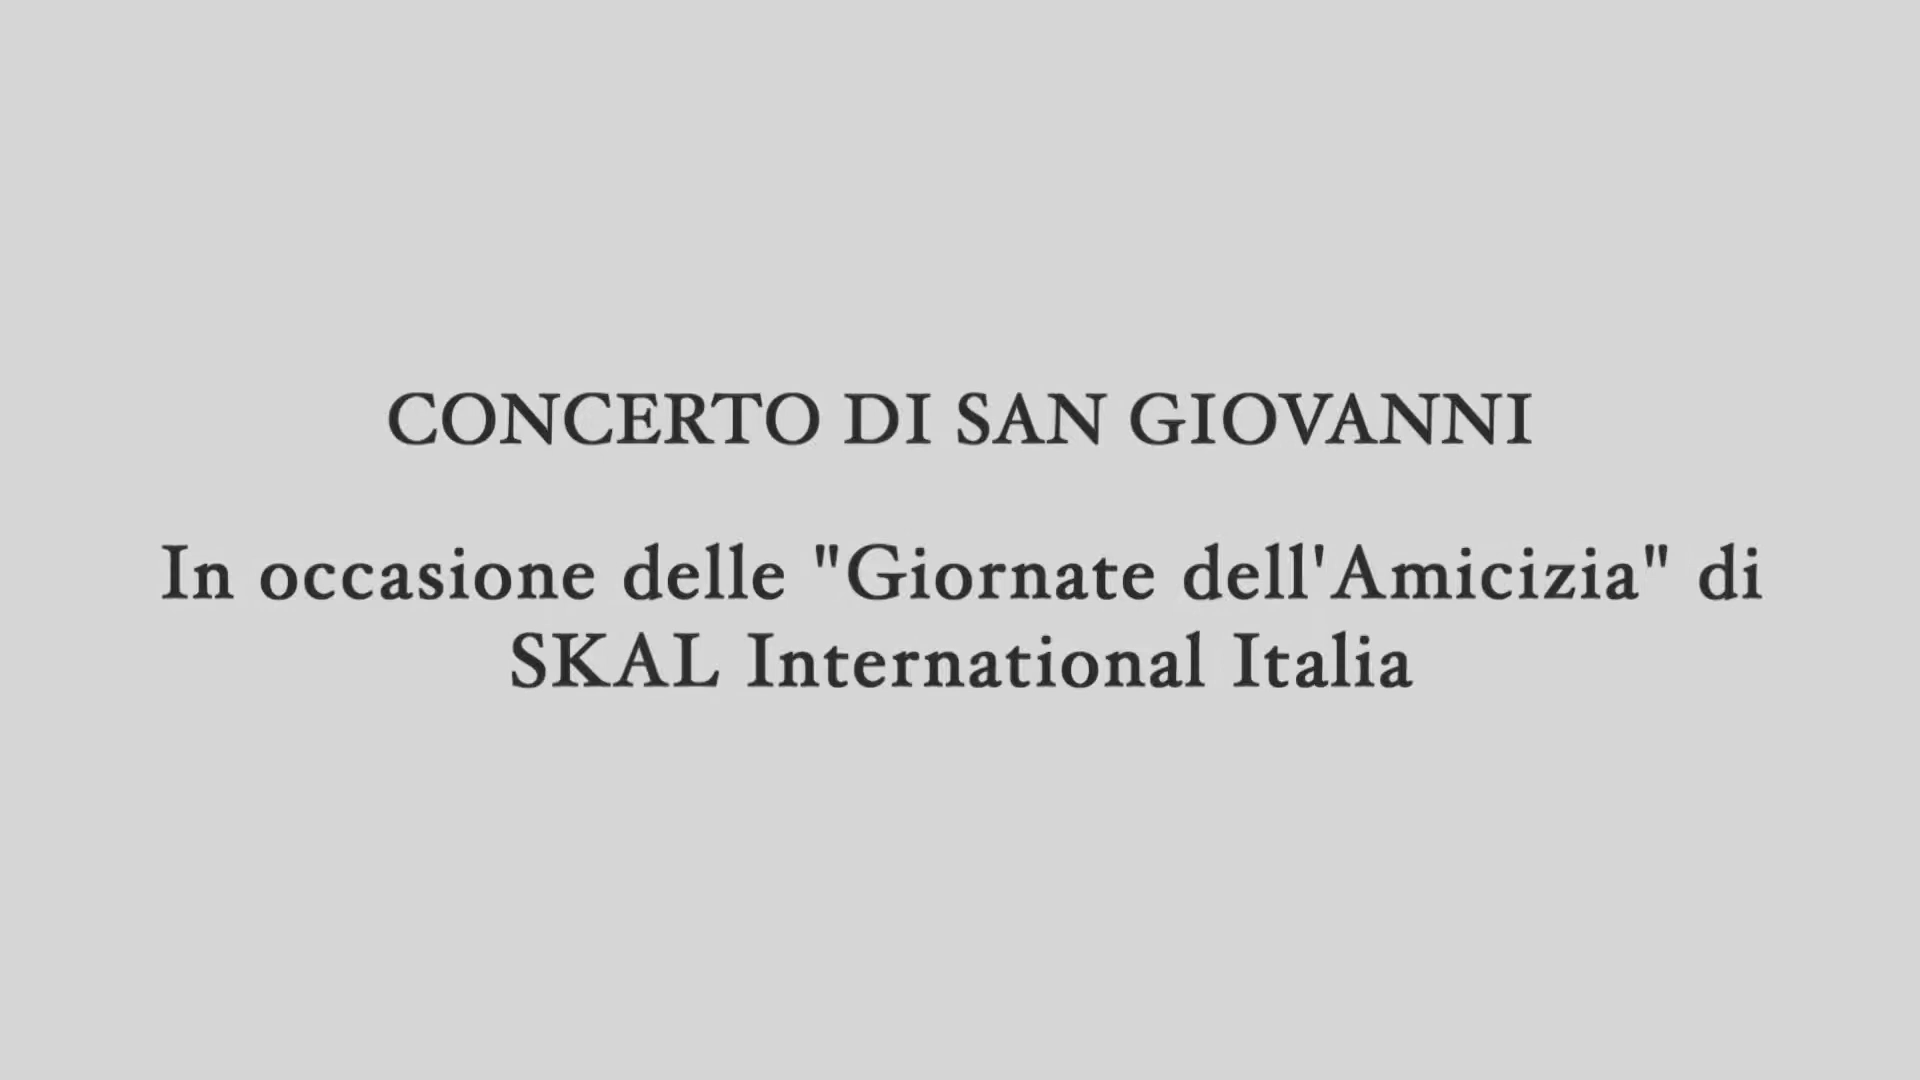 CONCERTO DI SAN GIOVANNI
In occasione delle "Giornate dell'Amicizia" di
SKAL International Italia